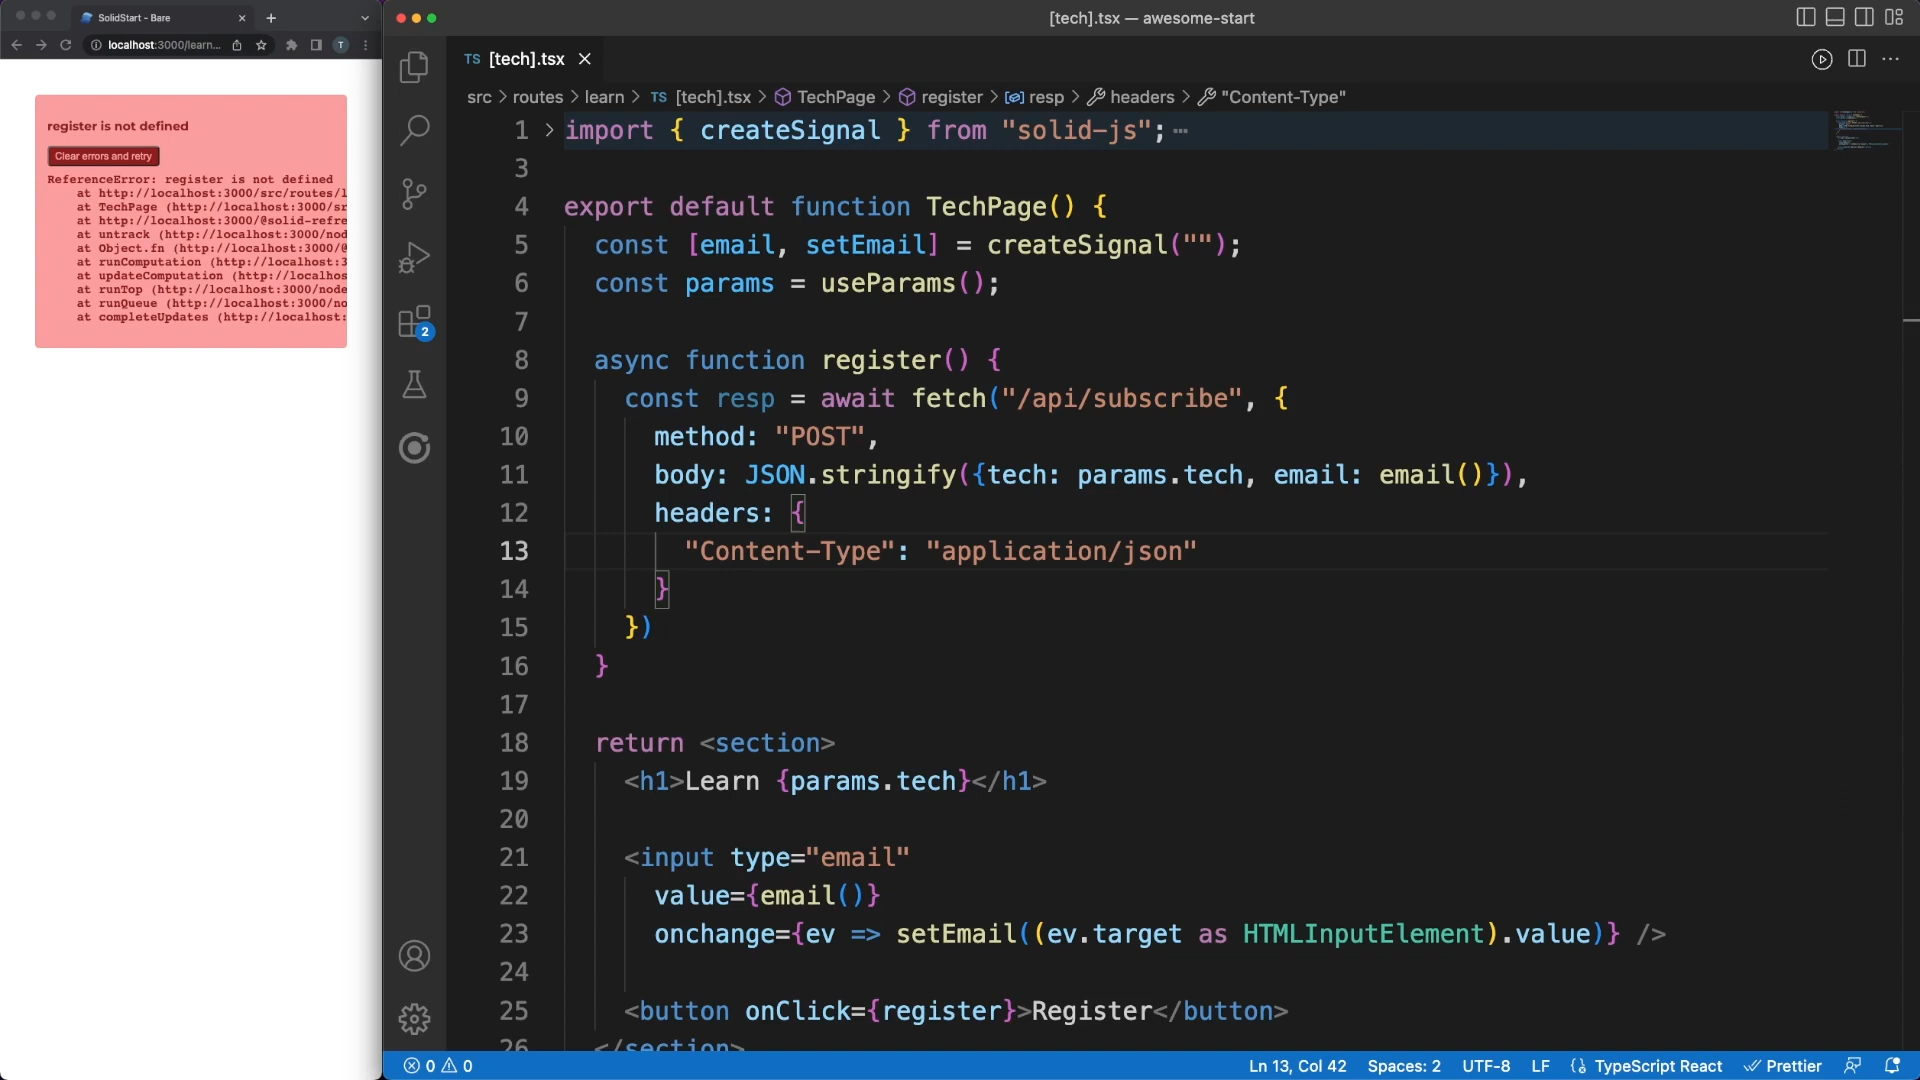 SolidStart - Bare
localhost:3000/learn...
T
register is not defined
Clear errors and retry
ReferenceError: register is not defined
at http://localhost:3000/src/routes/l
at TechPage (http://localhost:3000/sr
at http://localhost:3000/@solid-refre
at untrack (http://localhost:3000/nod
at Object.fn (http://localhost:3000/@
at runComputation (http://localhost:3
at updateComputation (http://localhos
at runTop (http://localhost:3000/node
at runQueue (http://localhost:3000/no
at completeUpdates (http://localhost:
[tech].tsx — awesome-start
TS [tech].tsx
src > routes > learn > TS [tech].tsx > TechPage > register > resp > headers > "Content-Type"
2
1 import { createSignal } from "solid-js";
3
4 export default function TechPage() {
5 const [email, setEmail] = createSignal("");
6 const params = useParams();
7
8 async function register() {
9 const resp = await fetch("/api/subscribe", {
10 method: "POST",
11 body: JSON.stringify({tech: params.tech, email: email()}),
12 headers: {
13 "Content-Type": "application/json"
14 }
15 })
16 }
17
18 return <section>
19 <h1>Learn {params.tech}</h1>
20
21 <input type="email"
22 value={email()}
23 onchange={ev => setEmail((ev.target as HTMLInputElement).value)} />
24
25 <button onClick={register}>Register</button>
26 </section>
0 0 Ln 13, Col 42 Spaces: 2 UTF-8 LF TypeScript React Prettier